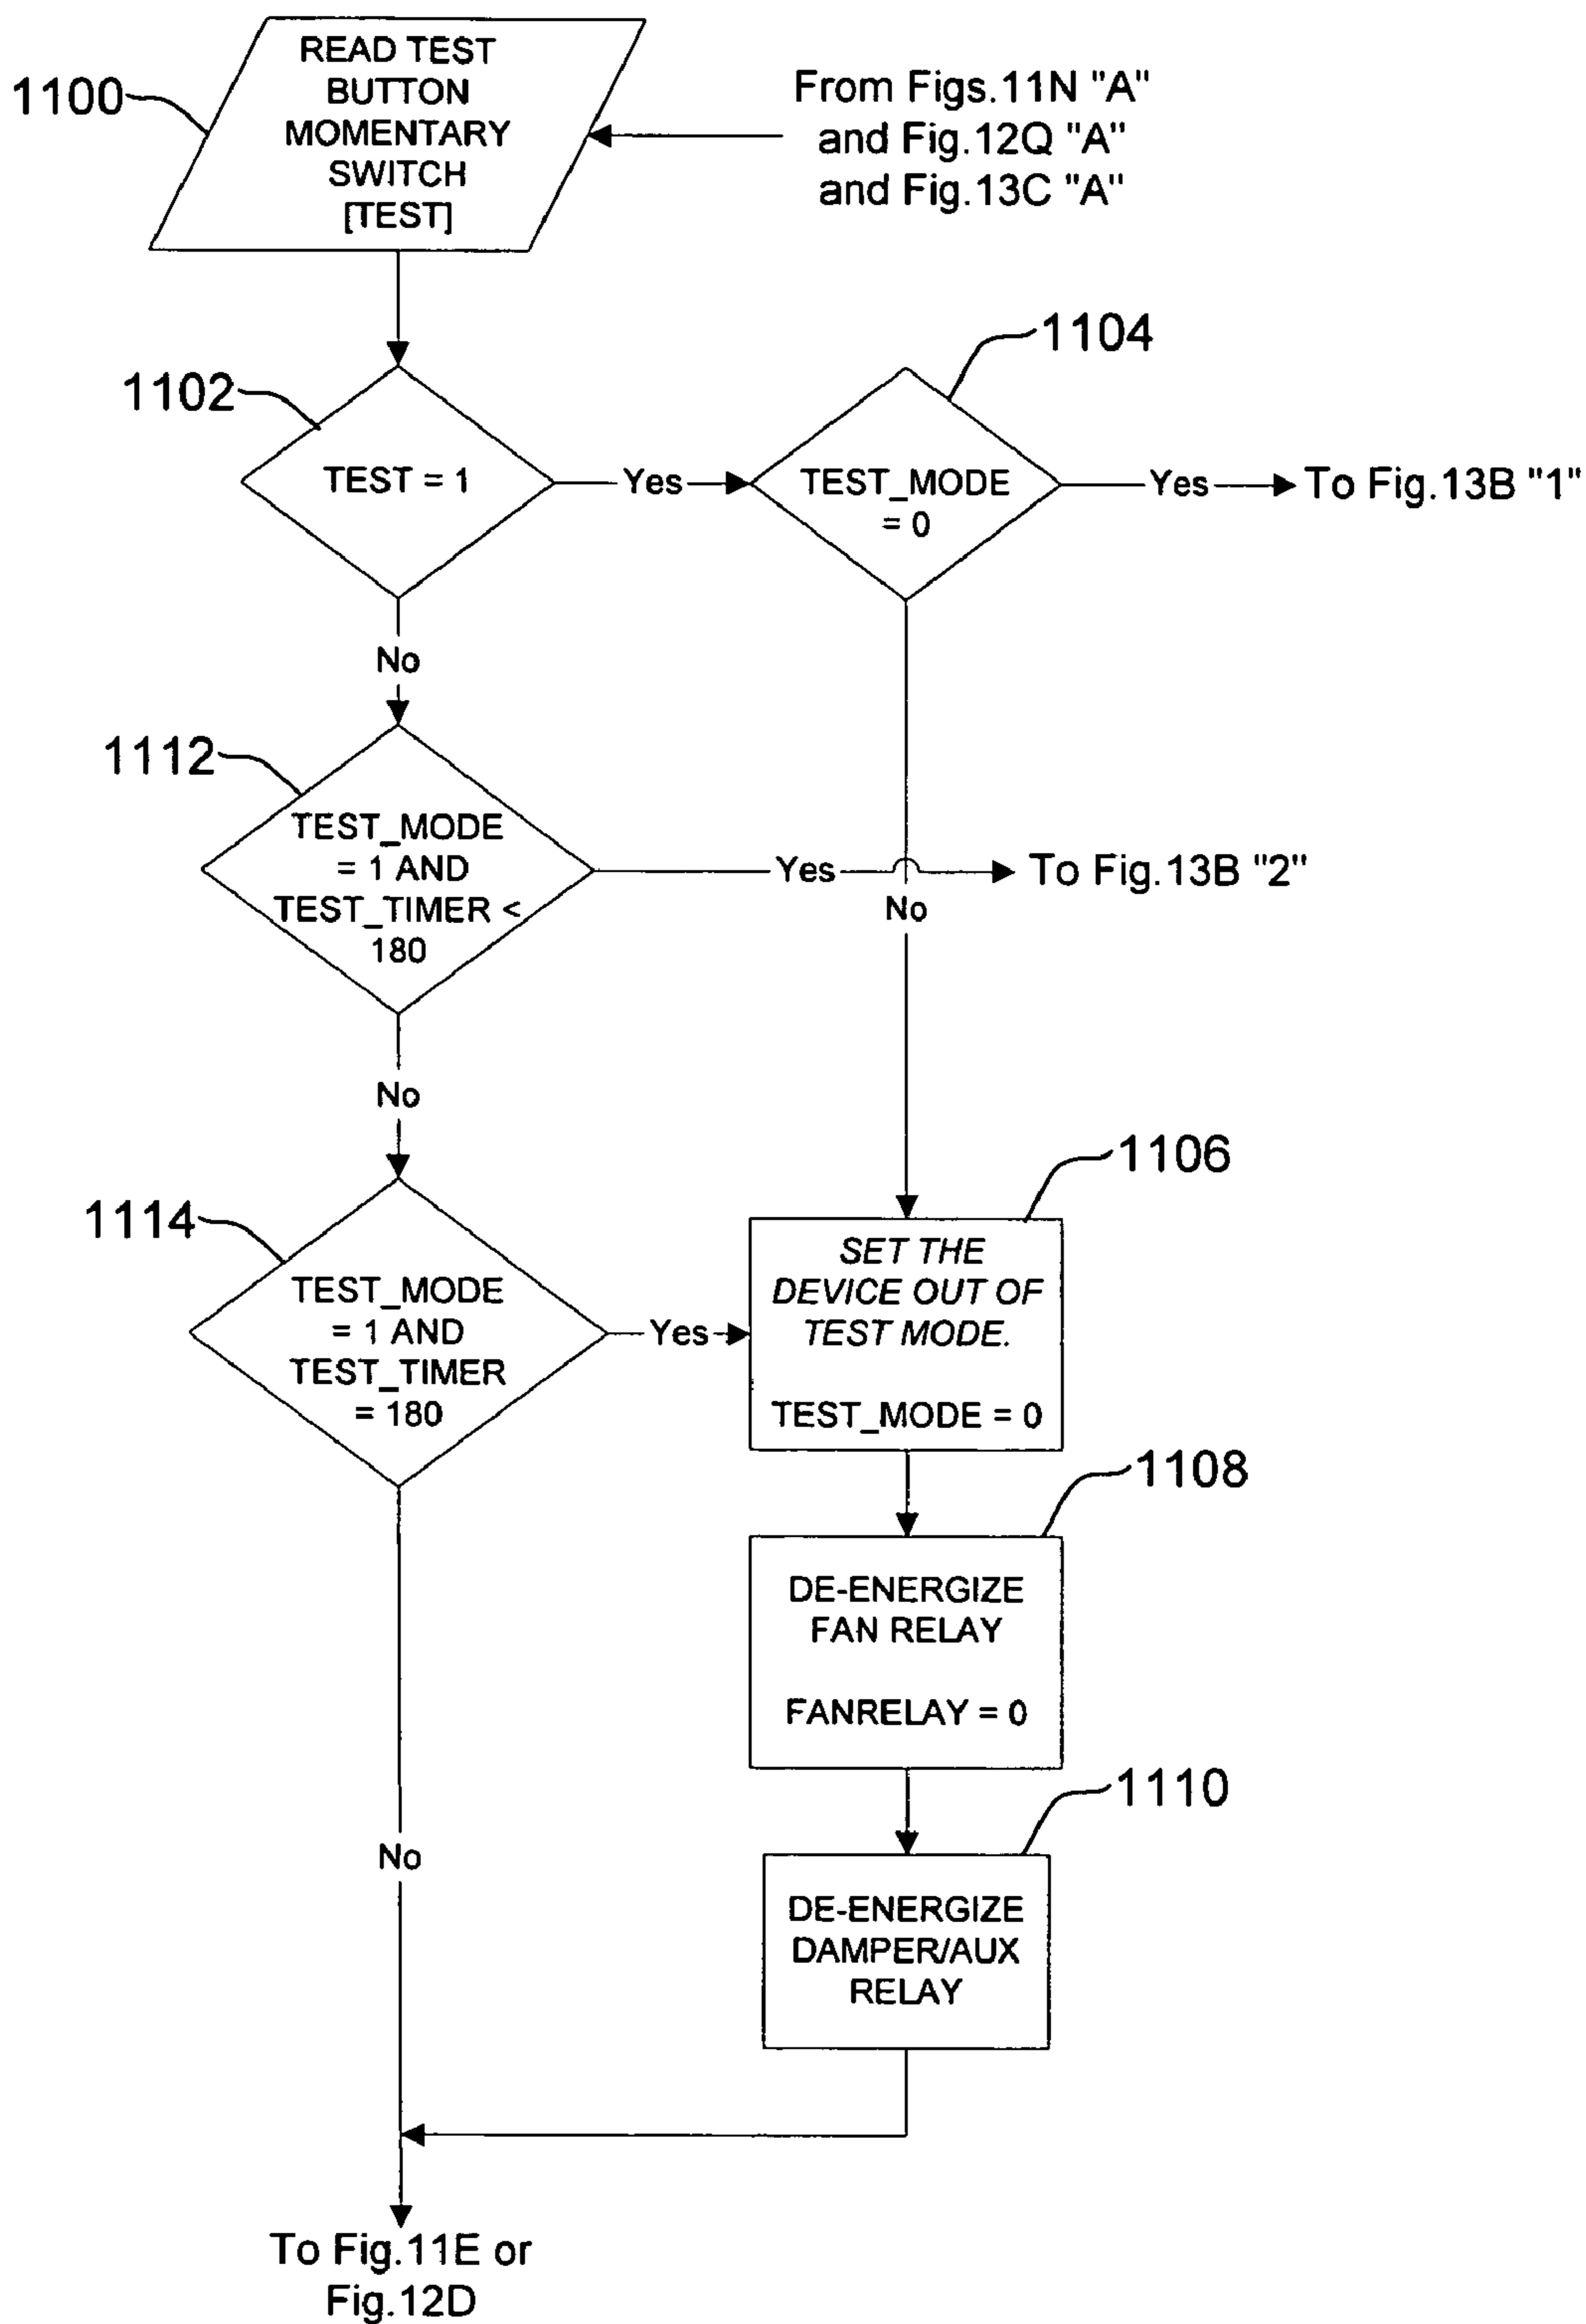 READ TEST
BUTTON
MOMENTARY
SWITCH
[TEST]
1100
From Figs.11N "A"
and Fig.12Q "A"
and Fig.13C "A"
1104
1102
TEST = 1
Yes
TEST_MODE
= 0
Yes
To Fig.13B "1"
No
1112
TEST_MODE
= 1 AND
TEST_TIMER <
180
Yes
To Fig.13B "2"
No
No
1106
1114
TEST_MODE
= 1 AND
TEST_TIMER
= 180
Yes
SET THE
DEVICE OUT OF
TEST MODE.
TEST_MODE = 0
1108
DE-ENERGIZE
FAN RELAY
FANRELAY = 0
1110
No
DE-ENERGIZE
DAMPER/AUX
RELAY
To Fig.11E or
Fig.12D